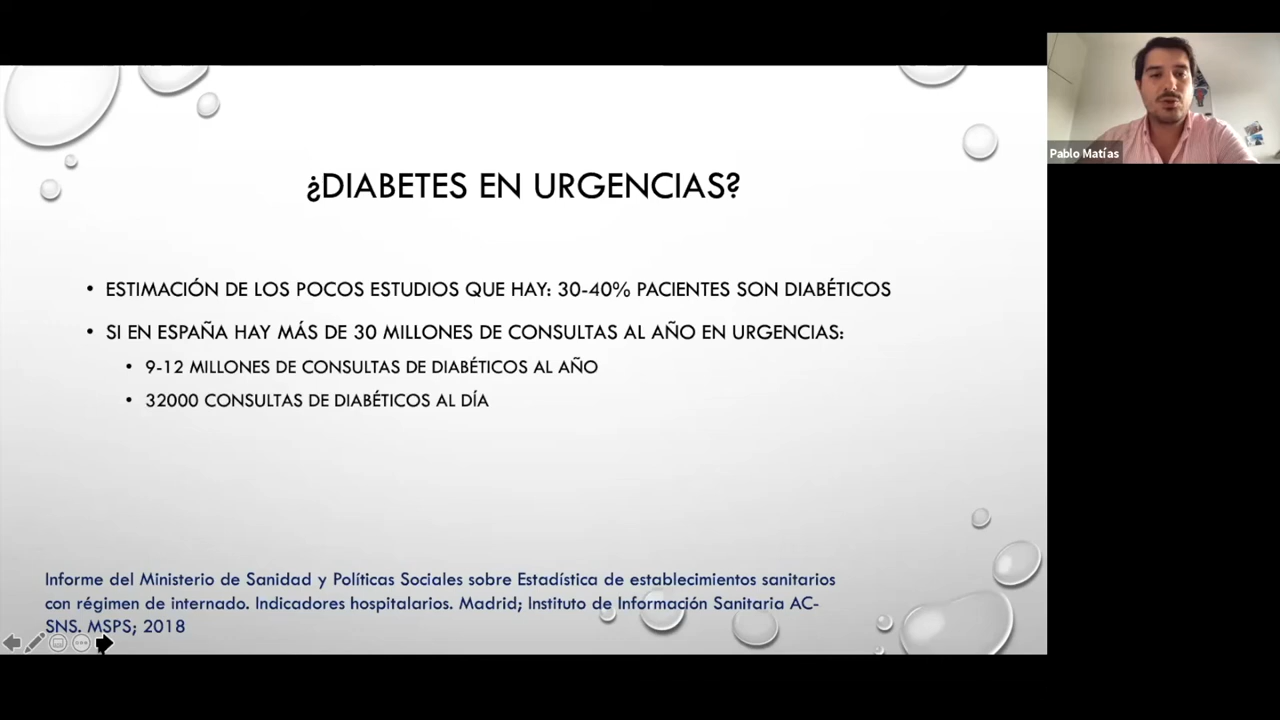 ¿DIABETES EN URGENCIAS?
• ESTIMACIÓN DE LOS POCOS ESTUDIOS QUE HAY: 30-40% PACIENTES SON DIABÉTICOS
• SI EN ESPAÑA HAY MÁS DE 30 MILLONES DE CONSULTAS AL AÑO EN URGENCIAS:
• 9-12 MILLONES DE CONSULTAS DE DIABÉTICOS AL AÑO
• 32000 CONSULTAS DE DIABÉTICOS AL DÍA
Informe del Ministerio de Sanidad y Políticas Sociales sobre Estadística de establecimientos sanitarios
con régimen de internado. Indicadores hospitalarios. Madrid; Instituto de Información Sanitaria AC-
SNS. MSPS; 2018
Pablo Matías